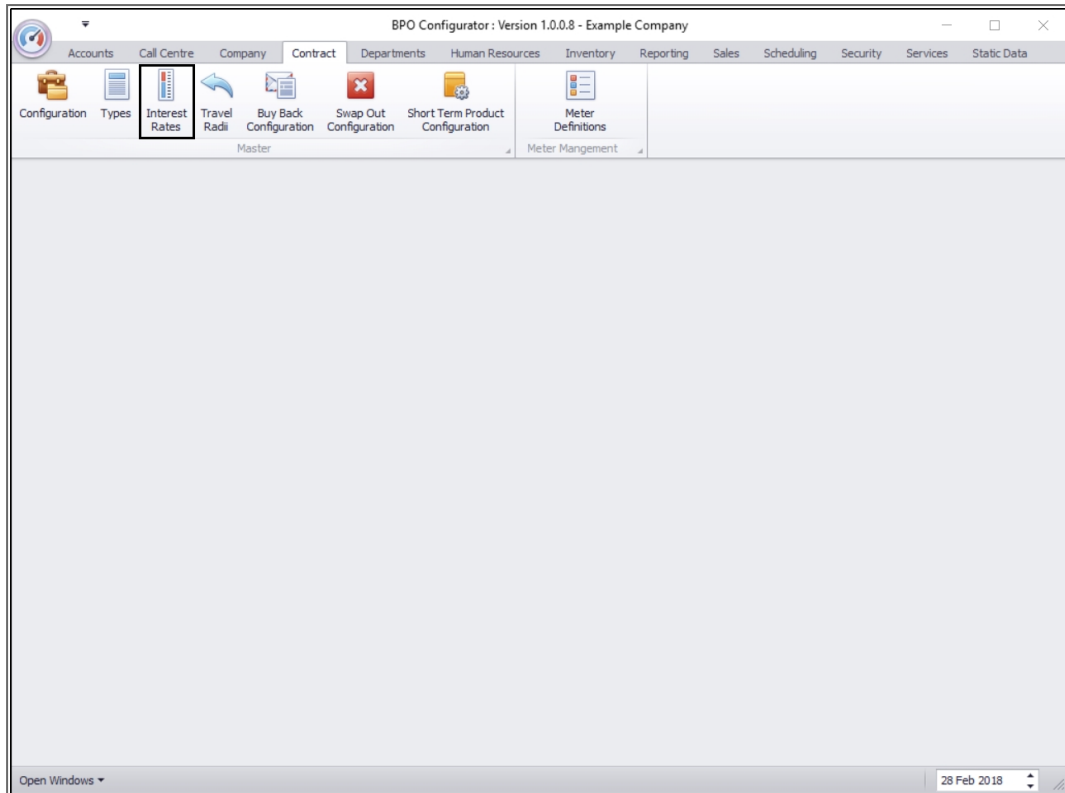 BPO Configurator : Version 1.0.0.8 - Example Company
Accounts Call Centre Company Contract Departments Human Resources Inventory Reporting Sales Scheduling Security Services Static Data
Configuration Types Interest Rates Travel Radii Buy Back Configuration Swap Out Configuration Short Term Product Configuration Meter Definitions
Master Meter Mangement
Open Windows 28 Feb 2018